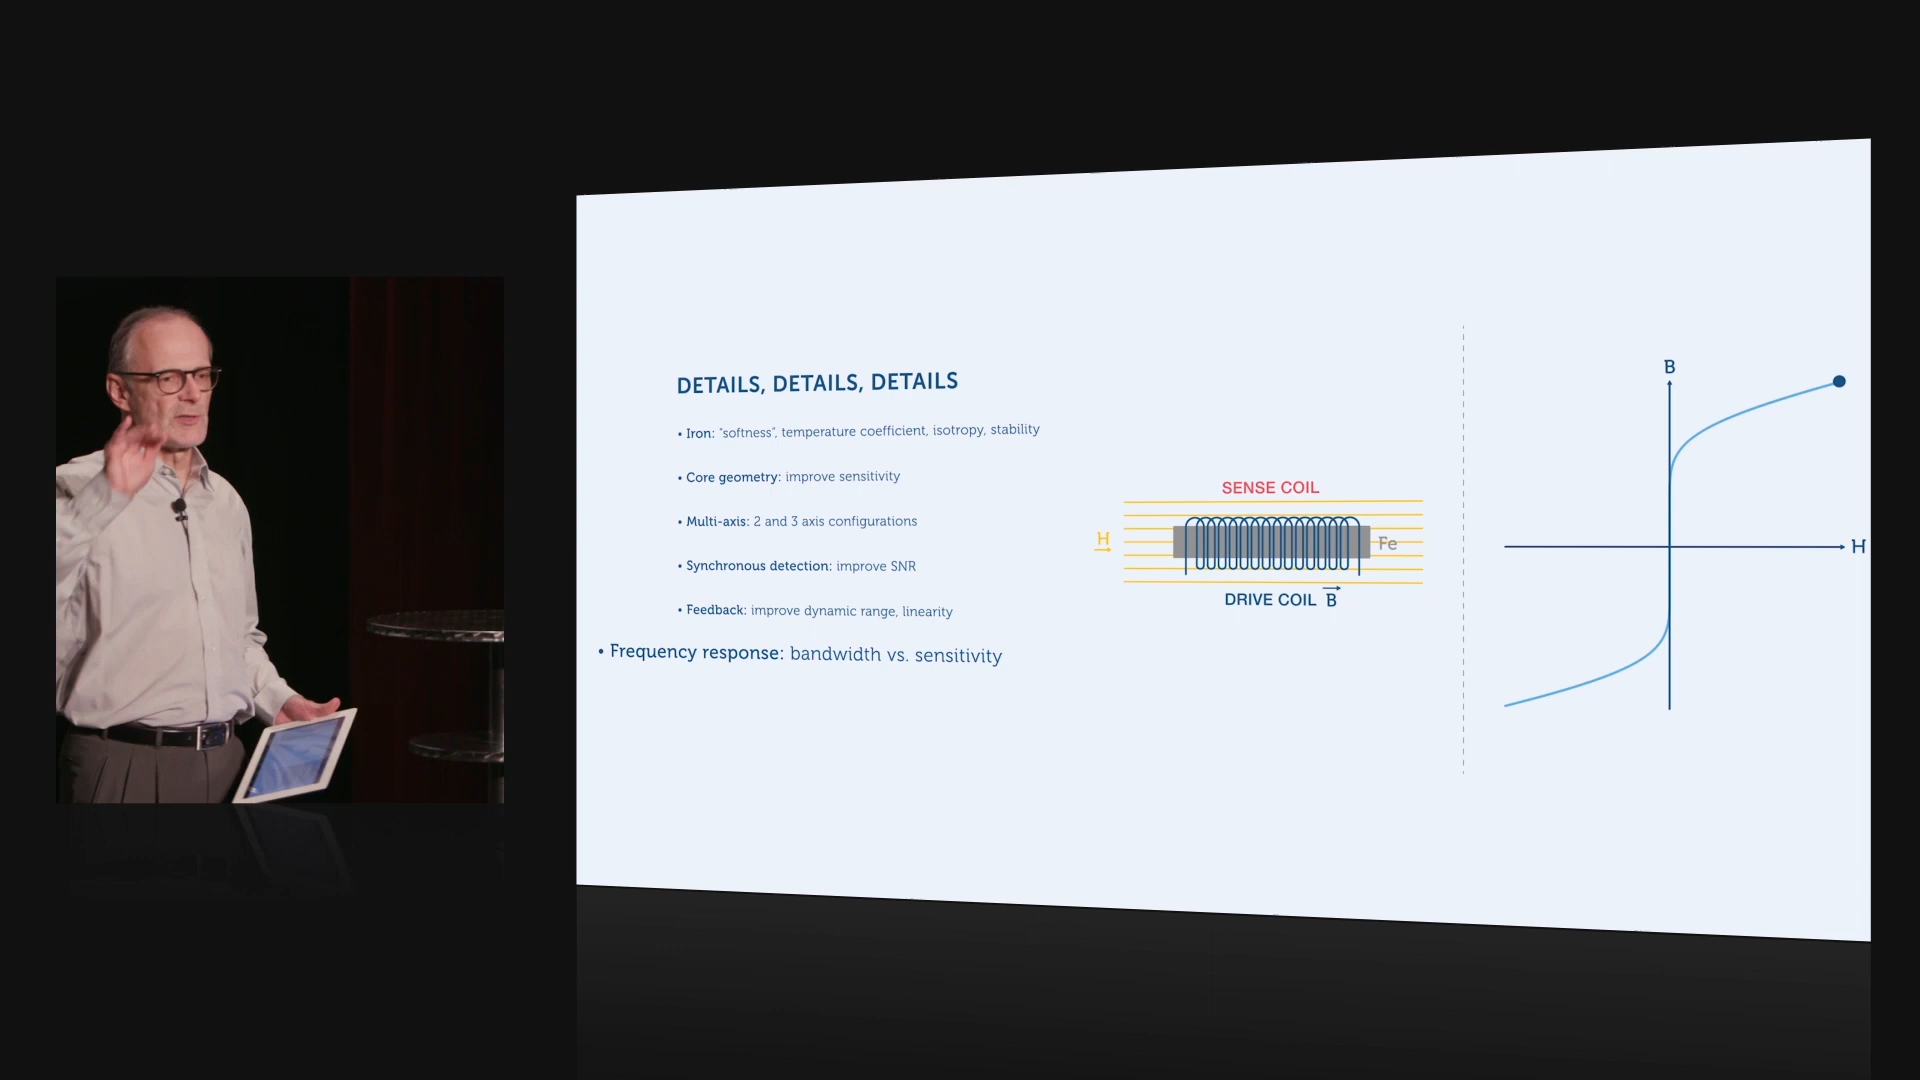 DETAILS, DETAILS, DETAILS
• Iron: “softness”, temperature coefficient, isotropy, stability
• Core geometry: improve sensitivity
• Multi-axis: 2 and 3 axis configurations
• Synchronous detection: improve SNR
• Feedback: improve dynamic range, linearity
• Frequency response: bandwidth vs. sensitivity
SENSE COIL
H
Fe
DRIVE COIL B
B
H